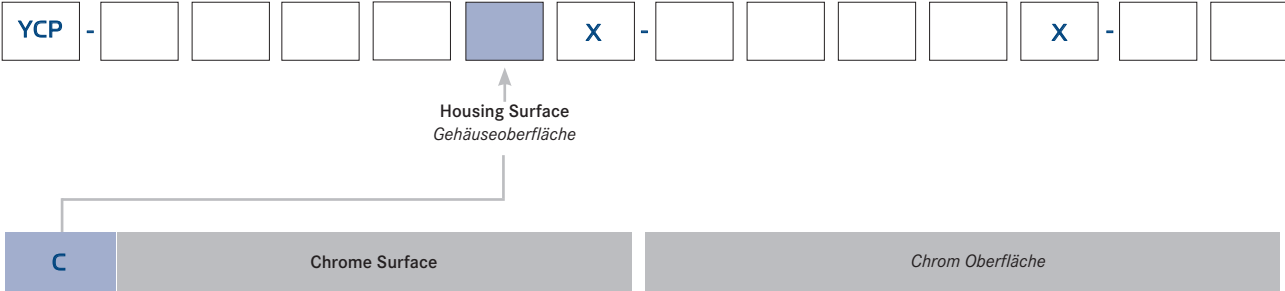 YCP - X - X -
Housing Surface
Gehäuseoberfläche
C Chrome Surface Chrom Oberfläche